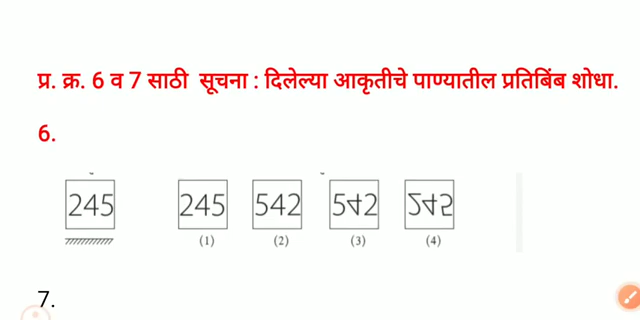 प्र. क्र. 6 व 7 साठी सूचना : दिलेल्या आकृतीचे पाण्यातील प्रतिबिंब शोधा.
6.
245 245 542
(1) (2) (3) (4)
7.